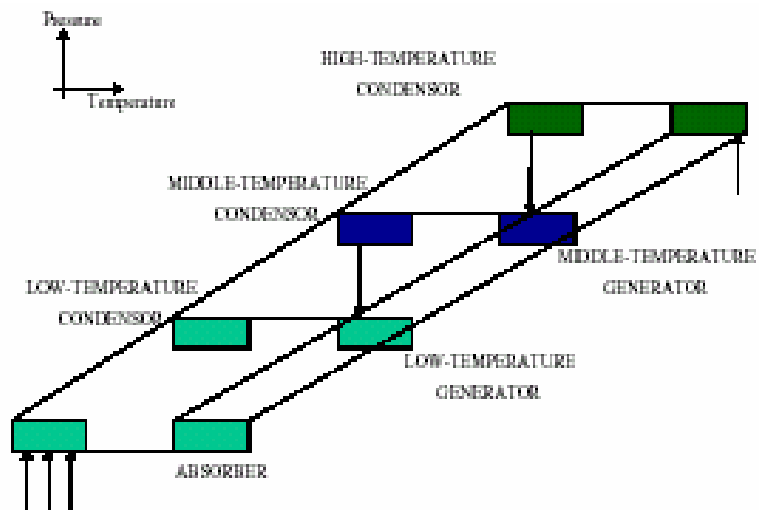 Pressure
Temperature
HIGH-TEMPERATURE
CONDENSOR
MIDDLE-TEMPERATURE
CONDENSOR
MIDDLE-TEMPERATURE
GENERATOR
LOW-TEMPERATURE
CONDENSOR
LOW-TEMPERATURE
GENERATOR
ABSORBER